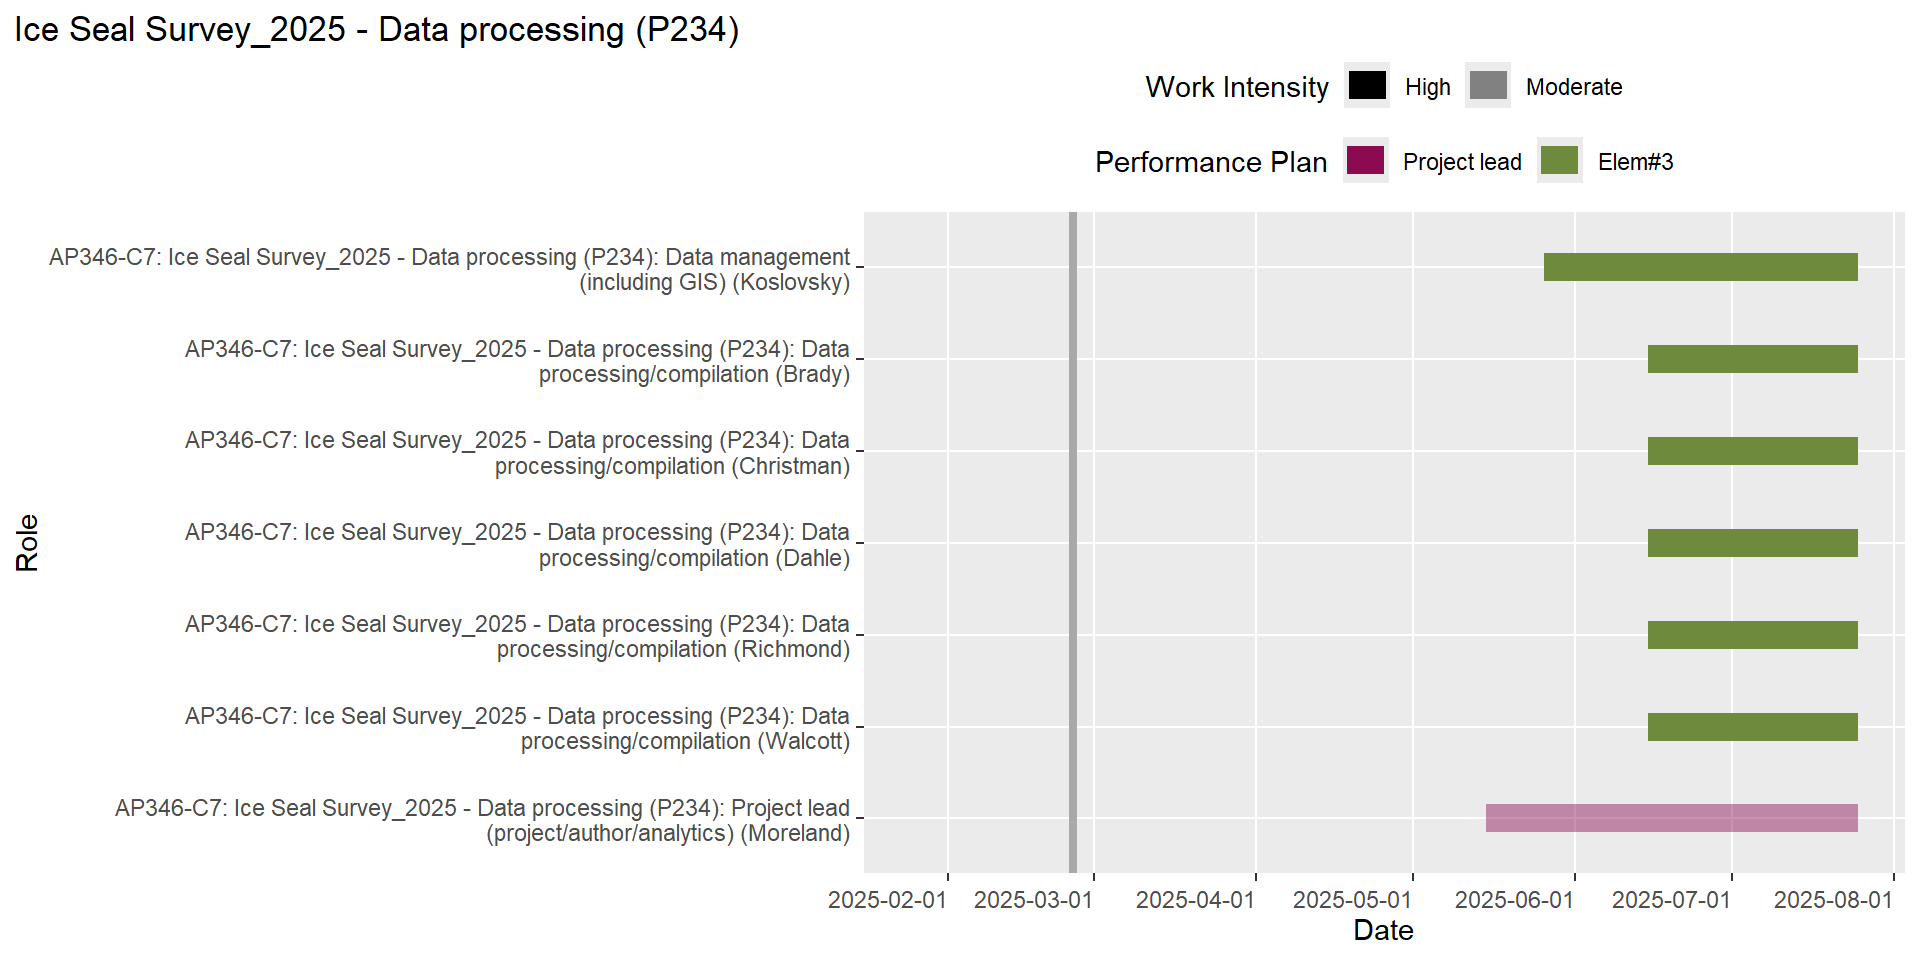 Ice Seal Survey_2025 - Data processing (P234)
Work Intensity High Moderate
Performance Plan Project lead Elem#3
AP346-C7: Ice Seal Survey_2025 - Data processing (P234): Data management
(including GIS) (Koslovsky)
AP346-C7: Ice Seal Survey_2025 - Data processing (P234): Data
processing/compilation (Brady)
AP346-C7: Ice Seal Survey_2025 - Data processing (P234): Data
processing/compilation (Christman)
AP346-C7: Ice Seal Survey_2025 - Data processing (P234): Data
processing/compilation (Dahle)
AP346-C7: Ice Seal Survey_2025 - Data processing (P234): Data
processing/compilation (Richmond)
AP346-C7: Ice Seal Survey_2025 - Data processing (P234): Data
processing/compilation (Walcott)
AP346-C7: Ice Seal Survey_2025 - Data processing (P234): Project lead
(project/author/analytics) (Moreland)
Role
2025-02-01 2025-03-01 2025-04-01 2025-05-01 2025-06-01 2025-07-01 2025-08-01
Date